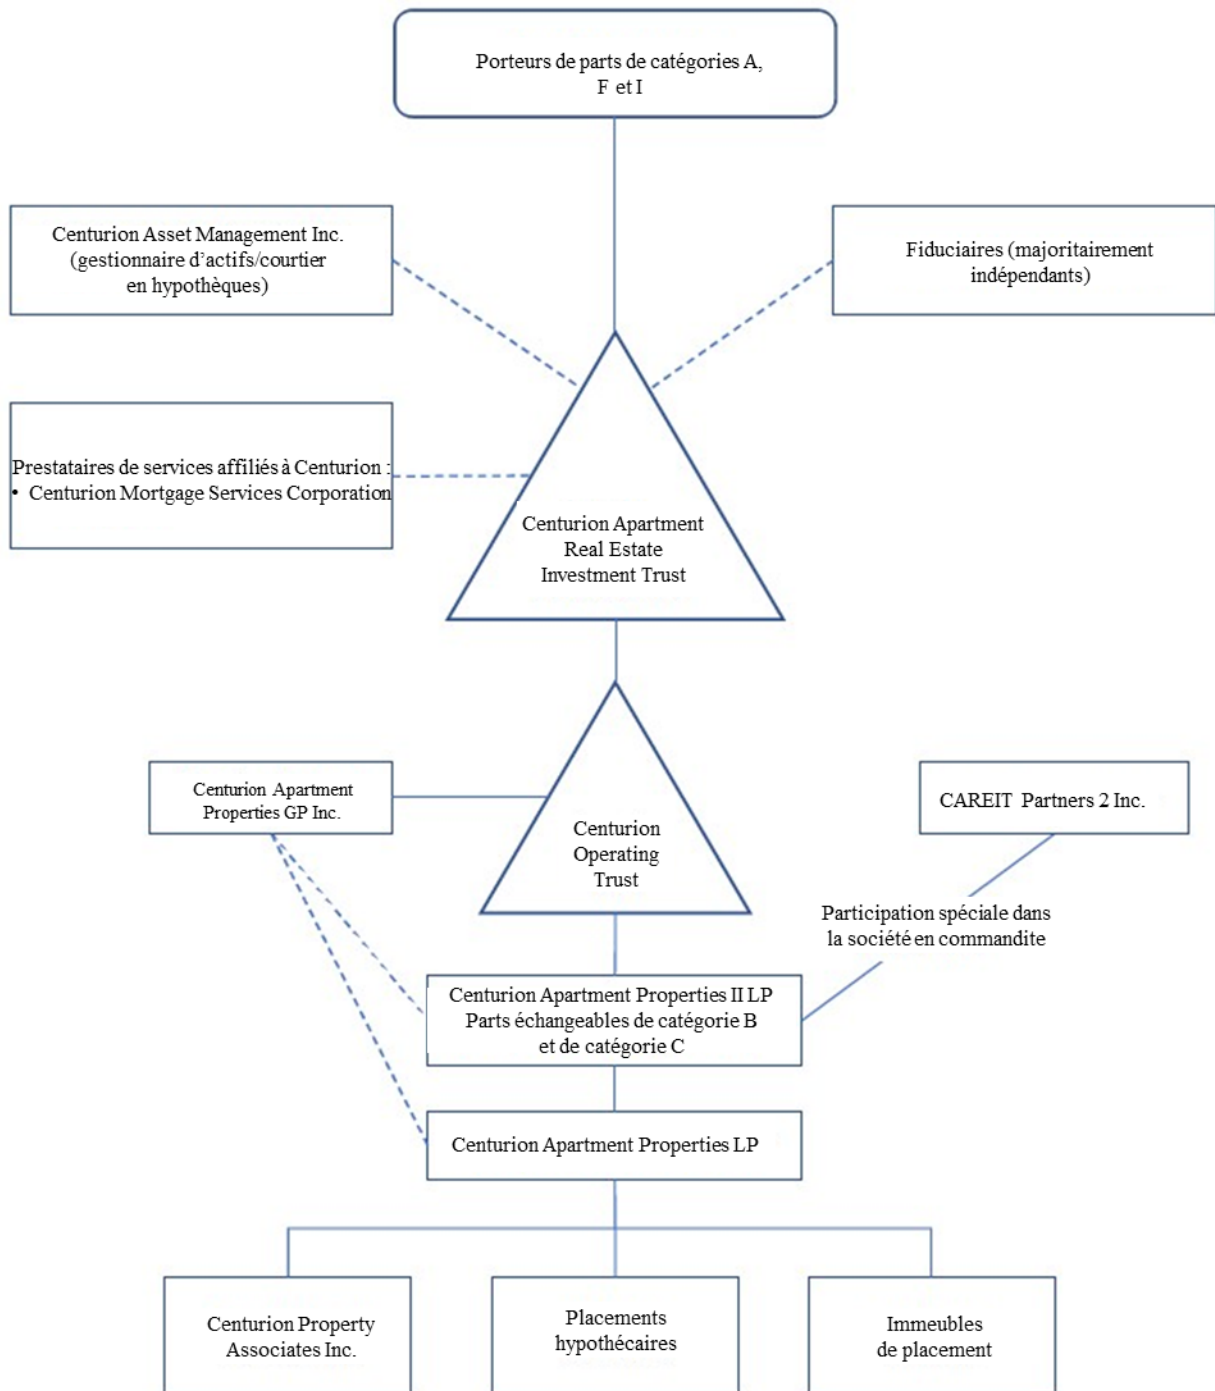 Porteurs de parts de catégories A,
F et I
Centurion Asset Management Inc.
(gestionnaire d’actifs/courtier
en hypothèques)
Fiduciaires (majoritairement
indépendants)
Prestataires de services affiliés à Centurion :
• Centurion Mortgage Services Corporation
Centurion Apartment
Real Estate
Investment Trust
Centurion Apartment
Properties GP Inc.
Centurion
Operating
Trust
CAREIT Partners 2 Inc.
Participation spéciale dans
la société en commandite
Centurion Apartment Properties II LP
Parts échangeables de catégorie B
et de catégorie C
Centurion Apartment Properties LP
Centurion Property
Associates Inc.
Placements
hypothécaires
Immeubles
de placement